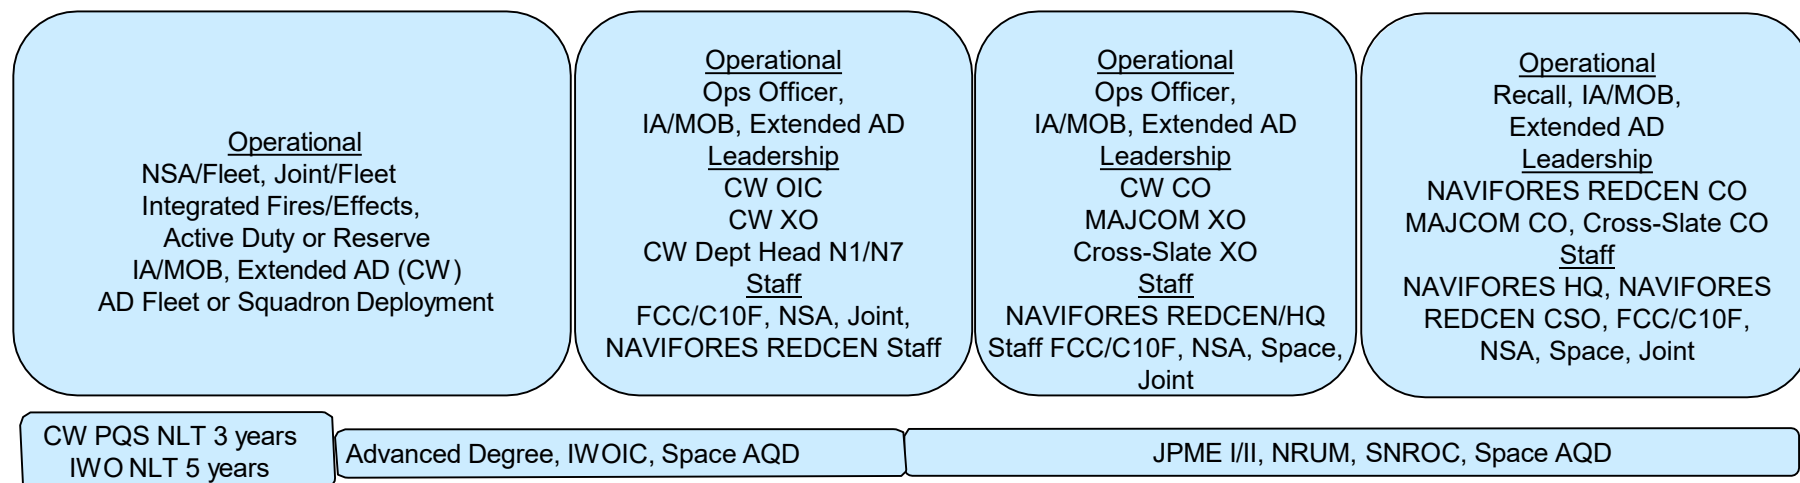 Operational
NSA/Fleet, Joint/Fleet
Integrated Fires/Effects,
Active Duty or Reserve
IA/MOB, Extended AD (CW)
AD Fleet or Squadron Deployment
Operational
Ops Officer,
IA/MOB, Extended AD
Leadership
CW OIC
CW XO
CW Dept Head N1/N7
Staff
FCC/C10F, NSA, Joint,
NAVIFORES REDCEN Staff
Operational
Ops Officer,
IA/MOB, Extended AD
Leadership
CW CO
MAJCOM XO
Cross-Slate XO
Staff
NAVIFORES REDCEN/HQ
Staff FCC/C10F, NSA, Space,
Joint
Operational
Recall, IA/MOB,
Extended AD
Leadership
NAVIFORES REDCEN CO
MAJCOM CO, Cross-Slate CO
Staff
NAVIFORES HQ, NAVIFORES
REDCEN CSO, FCC/C10F,
NSA, Space, Joint
CW PQS NLT 3 years
IWO NLT 5 years
Advanced Degree, IWOIC, Space AQD
JPME I/II, NRUM, SNROC, Space AQD